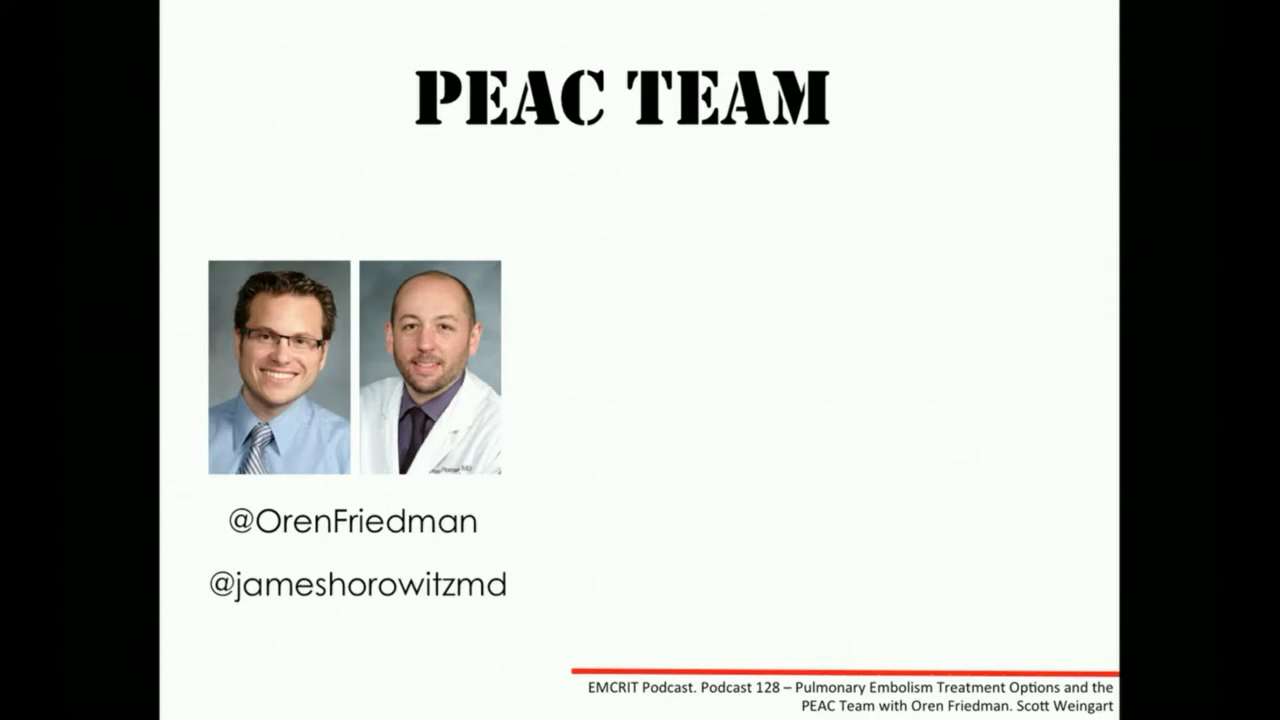 PEAC TEAM
@OrenFriedman
@jameshorowitzmd
EMCRIT Podcast. Podcast 128 – Pulmonary Embolism Treatment Options and the
PEAC Team with Oren Friedman. Scott Weingart